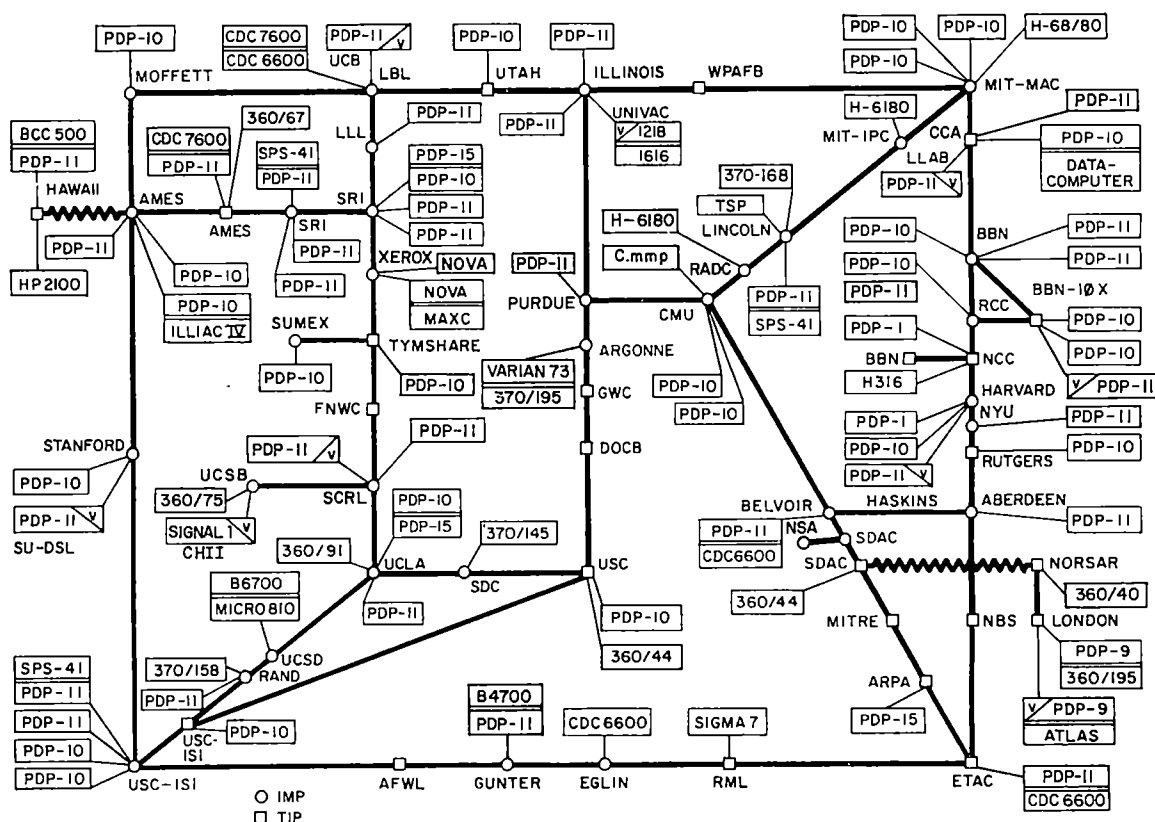 PDP-10
CDC 7600
CDC 6600
PDP-11 V
UCB
PDP-10
PDP-11
PDP-10
PDP-10
PDP-10
H-68/80
MOFFETT
LBL
UTAH
ILLINOIS
WPAFB
MIT-MAC
BCC 500
PDP-11
HAWAII
CDC 7600
PDP-11
360/67
SPS-41
PDP-11
LLL
PDP-11
PDP-15
PDP-10
PDP-11
PDP-11
PDP-11
UNIVAC
V 1218
1616
H-6180
MIT-IPC
CCA
LLAB
PDP-11 V
PDP-11
PDP-10
DATA-
COMPUTER
AMES
AMES
SRI
SRI
370-168
TSP
LINCOLN
H-6180
C.mmp
RADC
PDP-11
HP2100
PDP-10
PDP-10
ILLIAC IV
PDP-11
PDP-11
XEROX
NOVA
NOVA
MAXC
PDP-11
PURDUE
CMU
PDP-11
SPS-41
PDP-10
BBN
PDP-11
PDP-11
PDP-10
PDP-11
RCC
BBN-10X
PDP-10
PDP-10
V PDP-11
SUMEX
PDP-10
TYMSHARE
PDP-10
ARGONNE
VARIAN 73
370/195
GWC
PDP-10
PDP-10
PDP-1
BBN
NCC
H316
HARVARD
NYU
PDP-1
PDP-10
PDP-11 V
PDP-11
PDP-10
RUTGERS
FNWC
DOCB
STANFORD
PDP-10
PDP-11 V
SU-DSL
UCSB
360/75
SIGNAL 1 V
CHII
PDP-11 V
SCRL
PDP-11
PDP-10
PDP-15
BELVOIR
HASKINS
ABERDEEN
PDP-11
PDP-11
CDC6600
NSA
SDAC
SDAC
360/44
NORSAR
360/40
360/91
UCLA
PDP-11
370/145
SDC
USC
PDP-10
360/44
B6700
MICRO 810
UCSD
MITRE
NBS
LONDON
PDP-9
360/195
V PDP-9
ATLAS
SPS-41
PDP-11
PDP-11
PDP-10
PDP-10
370/158
RAND
PDP-11
USC-
ISI
PDP-10
ARPA
PDP-15
B4700
PDP-11
CDC6600
SIGMA 7
USC-ISI
AFWL
GUNTER
EGLIN
RML
ETAC
PDP-11
CDC6600
IMP
TIP